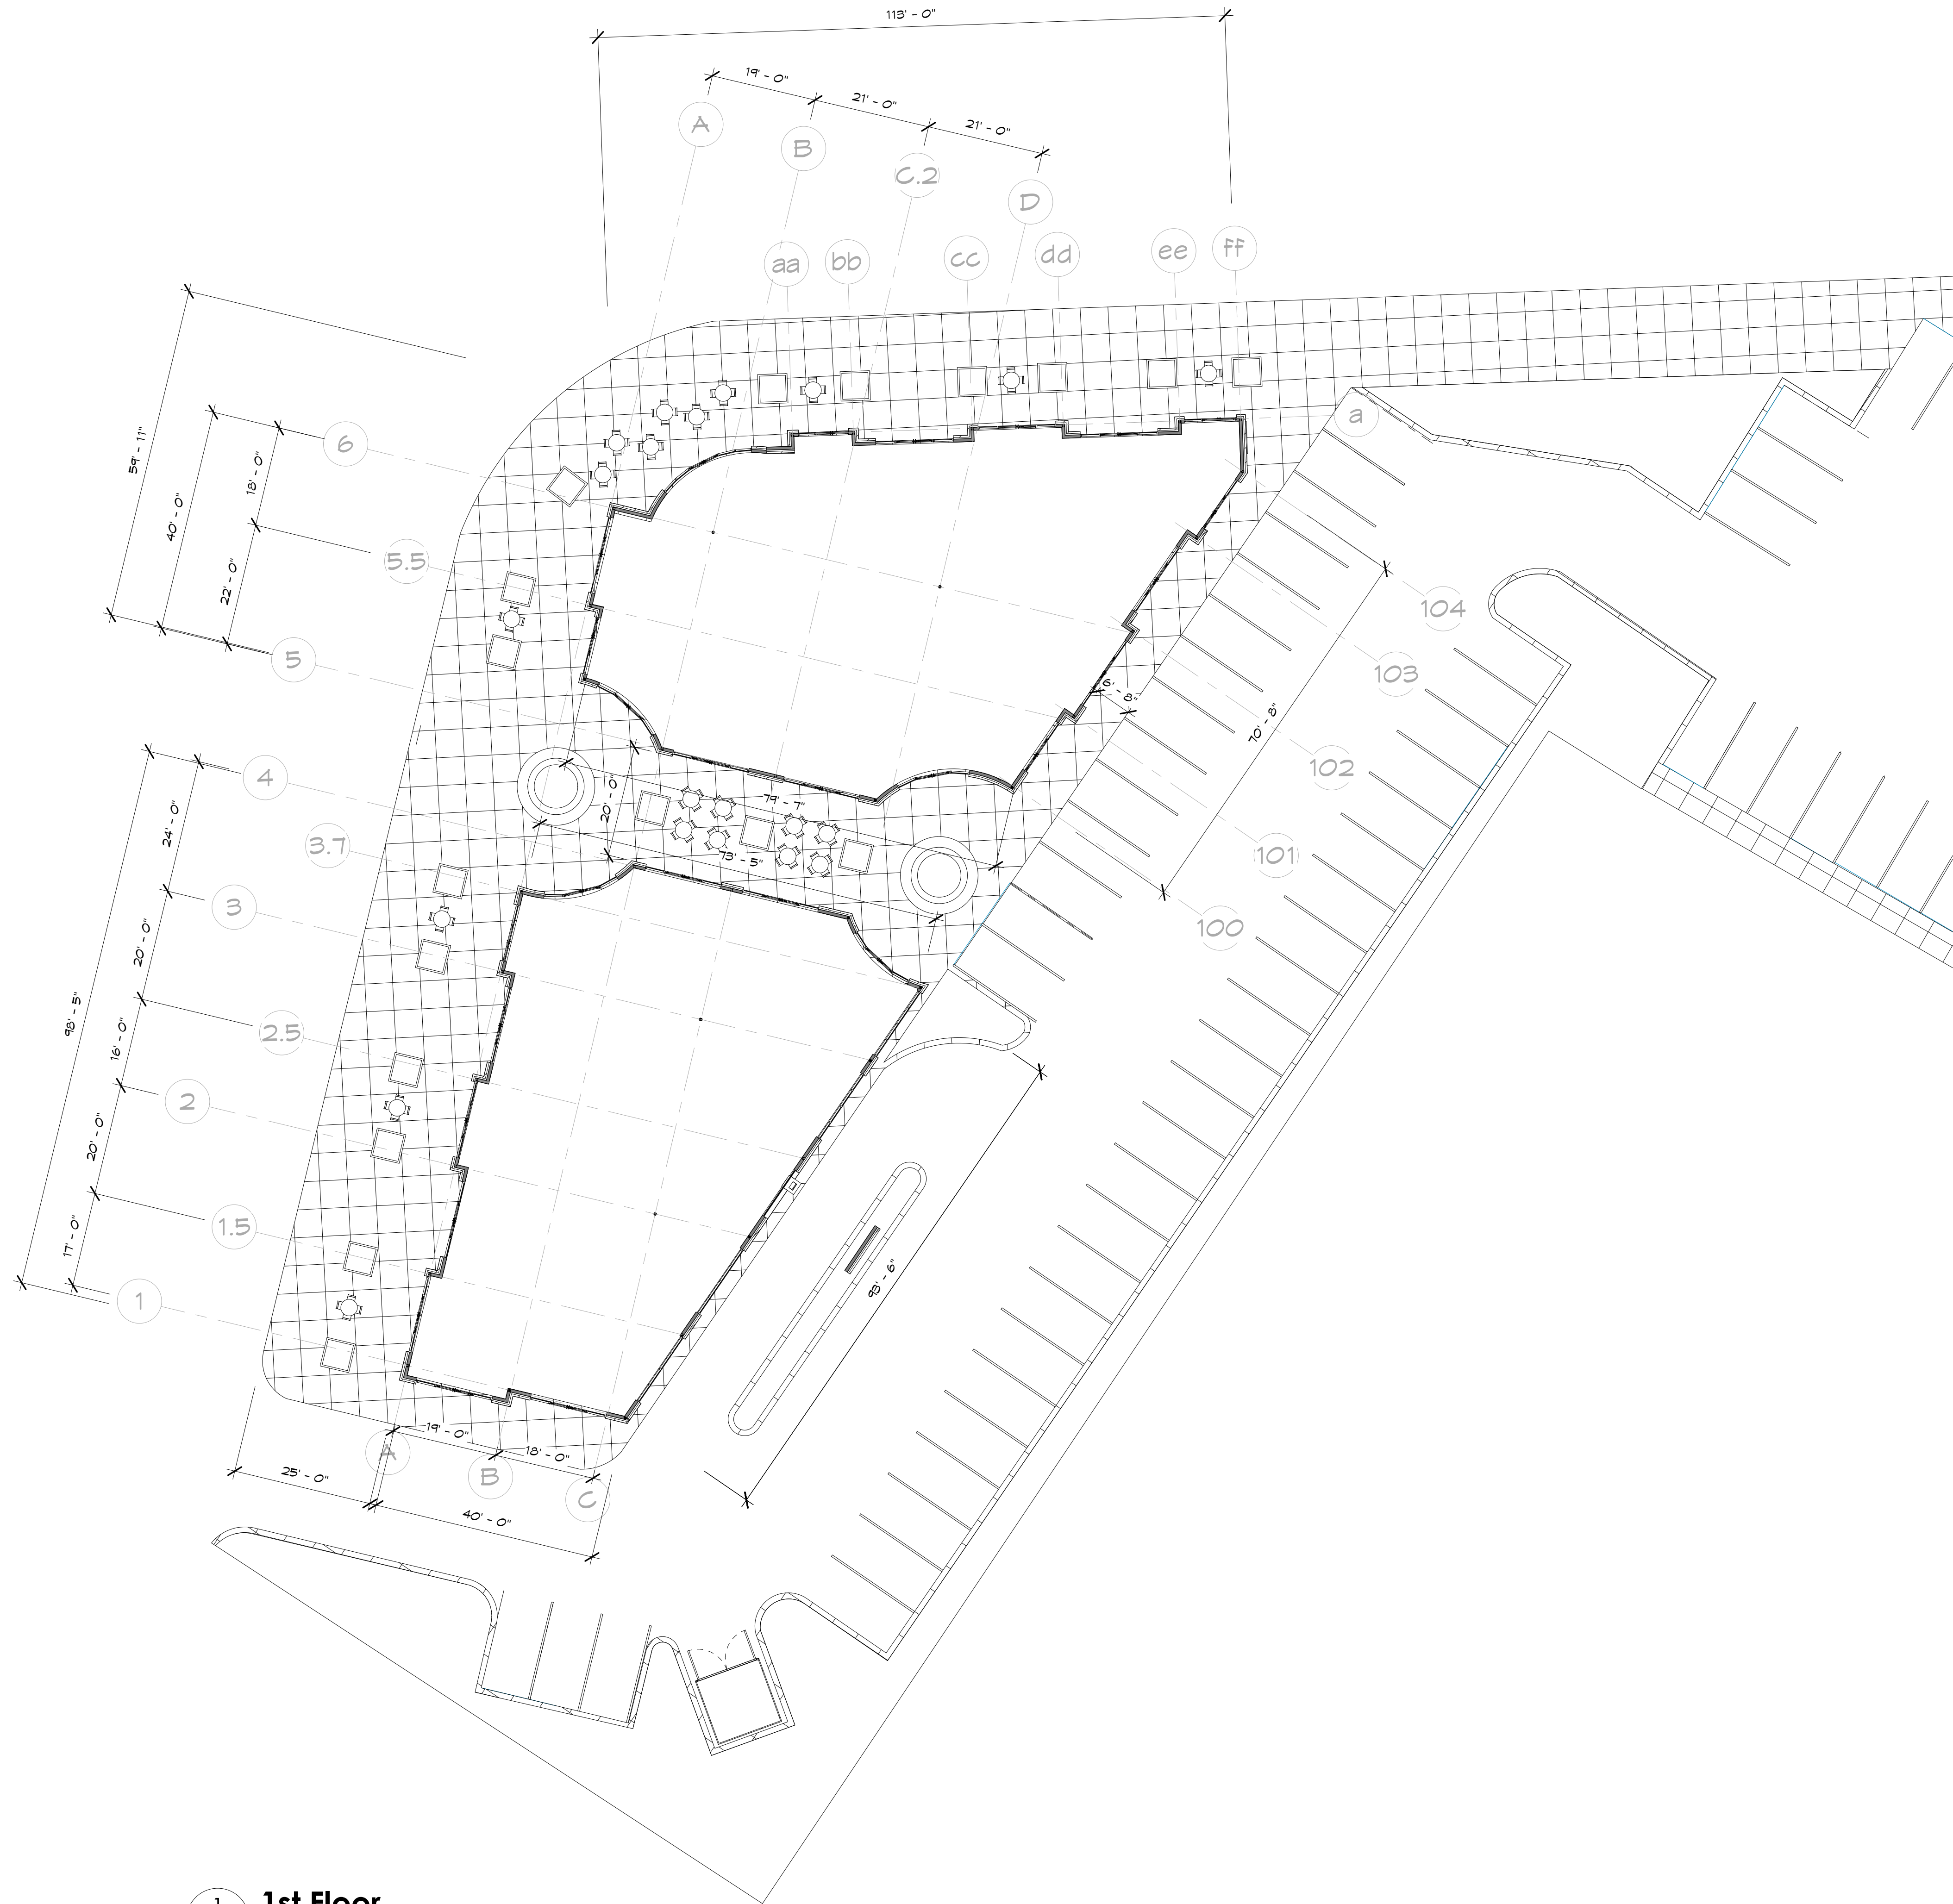 113' - 0"
19' - 0"
21' - 0"
21' - 0"
A
B
C.2
D
aa
bb
cc
dd
ee
ff
a
59' - 11"
40' - 0"
18' - 0"
22' - 0"
6
5.5
5
104
103
102
101
100
6' - 8"
70' - 8"
4
3.7
3
2.5
2
1.5
1
24' - 0"
20' - 0"
16' - 0"
20' - 0"
17' - 0"
98' - 5"
20' - 0"
79' - 7"
73' - 5"
93' - 6"
19' - 0"
18' - 0"
A
B
C
25' - 0"
40' - 0"
1
1st Floor